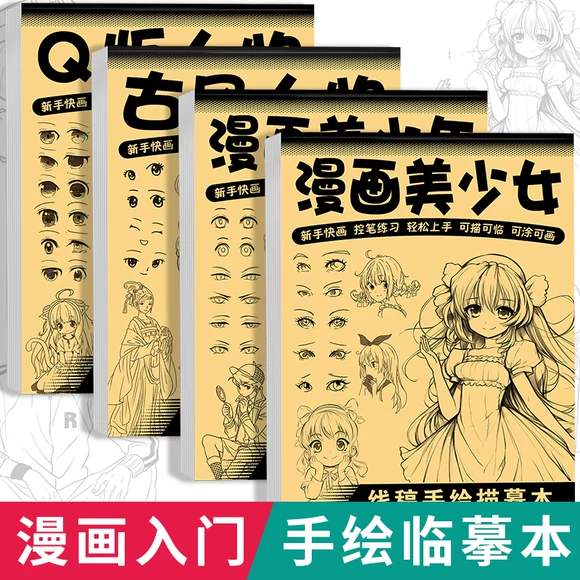 Q版人物
新手快画
古风人物
新手快画
漫画美少年
新手快画
漫画美少女
新手快画 控笔练习 轻松上手 可描可临 可涂可画
线稿手绘描摹本
R
漫画入门
手绘临摹本